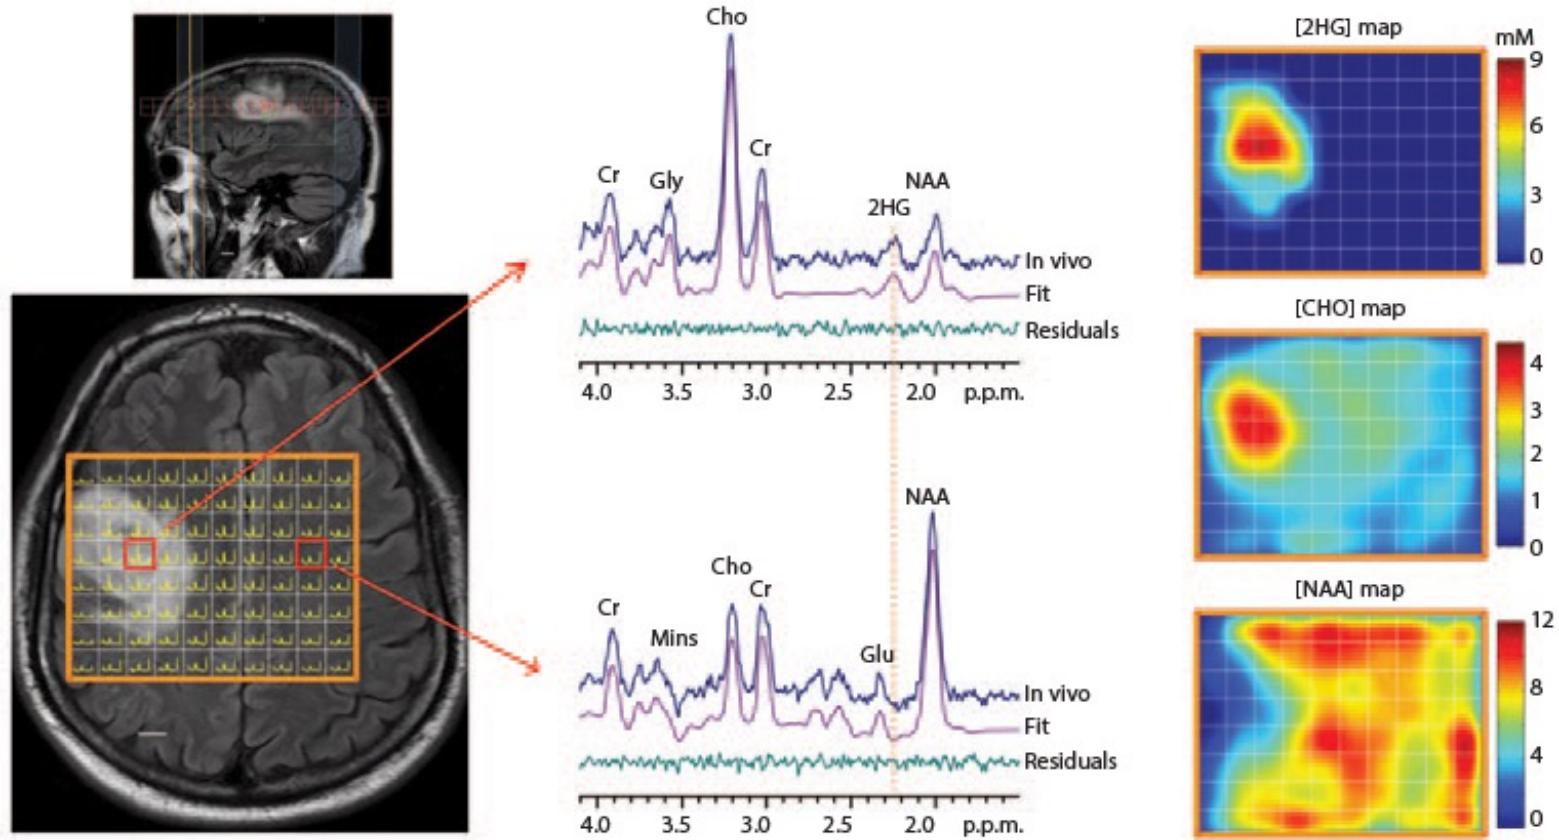 Cho
Cr
Gly
Cr
2HG
NAA
In vivo
Fit
Residuals
4.0 3.5 3.0 2.5 2.0 p.p.m.
NAA
Cho
Cr
Cr
Mins
Glu
In vivo
Fit
Residuals
4.0 3.5 3.0 2.5 2.0 p.p.m.
[2HG] map
mM
9
6
3
0
[CHO] map
4
3
2
1
0
[NAA] map
12
8
4
0